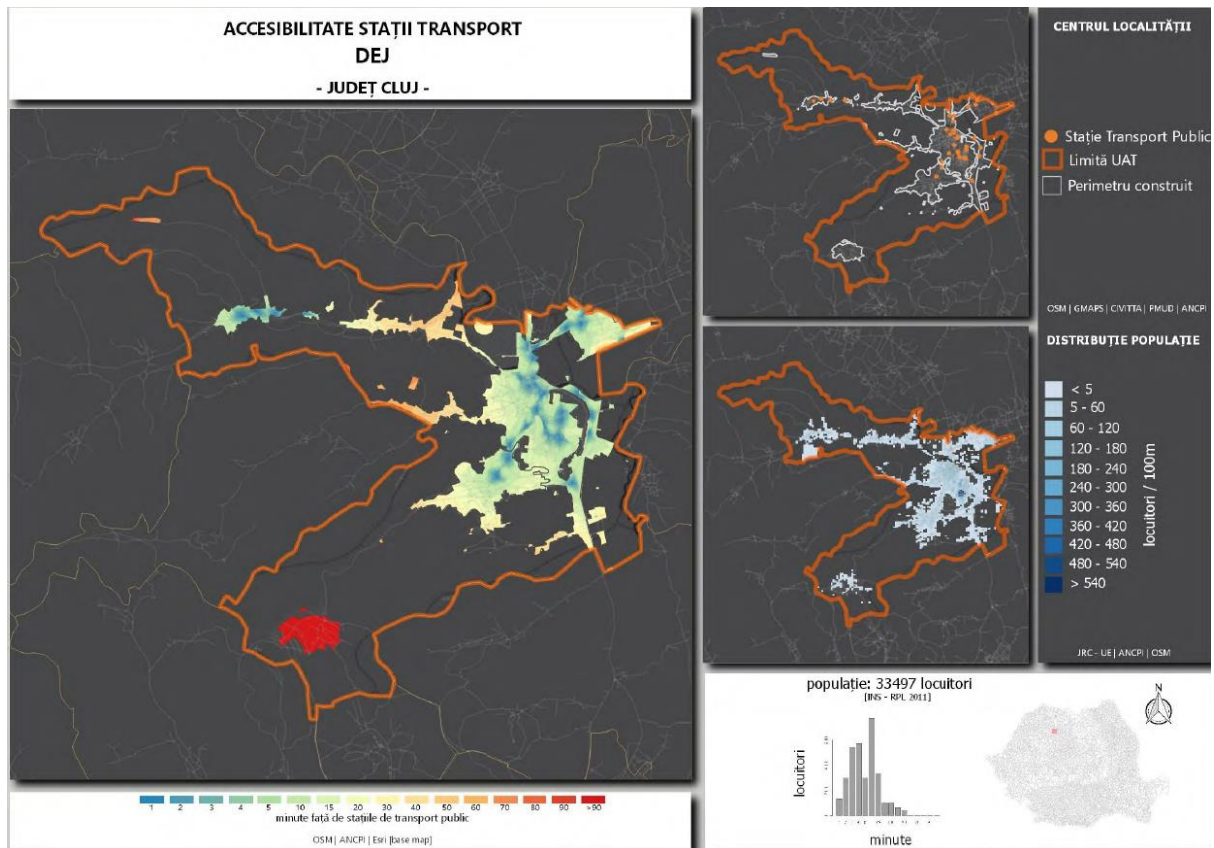 ACCESIBILITATE STAȚII TRANSPORT
DEJ
- JUDEȚ CLUJ -
1 2 3 4 5 10 15 20 30 40 50 60 70 80 90 >90
minute față de stațiile de transport public
OSM | ANCPI | Esri [base map]
CENTRUL LOCALITĂȚII
Stație Transport Public
Limită UAT
Perimetru construit
OSM | GMAPS | CIVITTA | PMUD | ANCPI
DISTRIBUȚIE POPULAȚIE
< 5
5 - 60
60 - 120
120 - 180
180 - 240
240 - 300
300 - 360
360 - 420
420 - 480
480 - 540
> 540
locuitori / 100m
JRC - UE | ANCPI | OSM
populație: 33497 locuitori
[INS - RPL 2011]
locuitori
minute
N